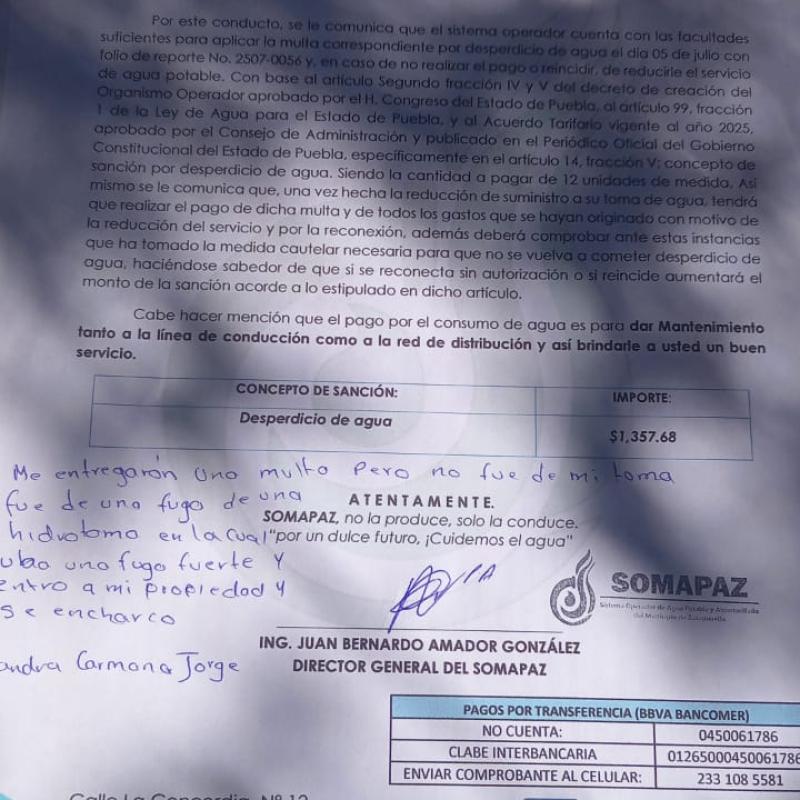 Por este conducto, se le comunica que el sistema operador cuenta con las facultades
suficientes para aplicar la multa correspondiente por desperdicio de agua el día 05 de julio con
folio de reporte No. 2507-0056 y, en caso de no realizar el pago o reincidir, de reducirle el servicio
de agua potable. Con base al artículo Segundo fracción IV y V del decreto de creación del
Organismo Operador aprobado por el H. Congreso del Estado de Puebla, al artículo 99, fracción
1 de la Ley de Agua para el Estado de Puebla, y al Acuerdo Tarifario vigente al año 2025,
aprobado por el Consejo de Administración y publicado en el Periódico Oficial del Gobierno
Constitucional del Estado de Puebla, específicamente en el artículo 14, fracción V; concepto de
sanción por desperdicio de agua. Siendo la cantidad a pagar de 12 unidades de medida. Así
mismo se le comunica que, una vez hecha la reducción de suministro a su toma de agua, tendrá
que realizar el pago de dicha multa y de todos los gastos que se hayan originado con motivo de
la reducción del servicio y por la reconexión, además deberá comprobar ante estas instancias
que ha tomado la medida cautelar necesaria para que no se vuelva a cometer desperdicio de
agua, haciéndose sabedor de que si se reconecta sin autorización o si reincide aumentará el
monto de la sanción acorde a lo estipulado en dicho artículo.
Cabe hacer mención que el pago por el consumo de agua es para dar Mantenimiento
tanto a la línea de conducción como a la red de distribución y así brindarle a usted un buen
servicio.
CONCEPTO DE SANCIÓN: IMPORTE:
Desperdicio de agua $1,357.68
Me entregarón una multa pero no fue de mi toma
fue de una fuga de una
hidrotoma en la cual
ubo una fuga fuerte y
entro a mi propiedad y
se encharco
andra Carmona Jorge
ATENTAMENTE.
SOMAPAZ, no la produce, solo la conduce.
"por un dulce futuro, ¡Cuidemos el agua"
SOMAPAZ
Sistema Operador de Agua Potable y Alcantarillado
del Municipio de
ING. JUAN BERNARDO AMADOR GONZÁLEZ
DIRECTOR GENERAL DEL SOMAPAZ
PAGOS POR TRANSFERENCIA (BBVA BANCOMER)
NO CUENTA: 0450061786
CLABE INTERBANCARIA 01265000450061786
ENVIAR COMPROBANTE AL CELULAR: 233 108 5581
Calle La Concordia Nº 12